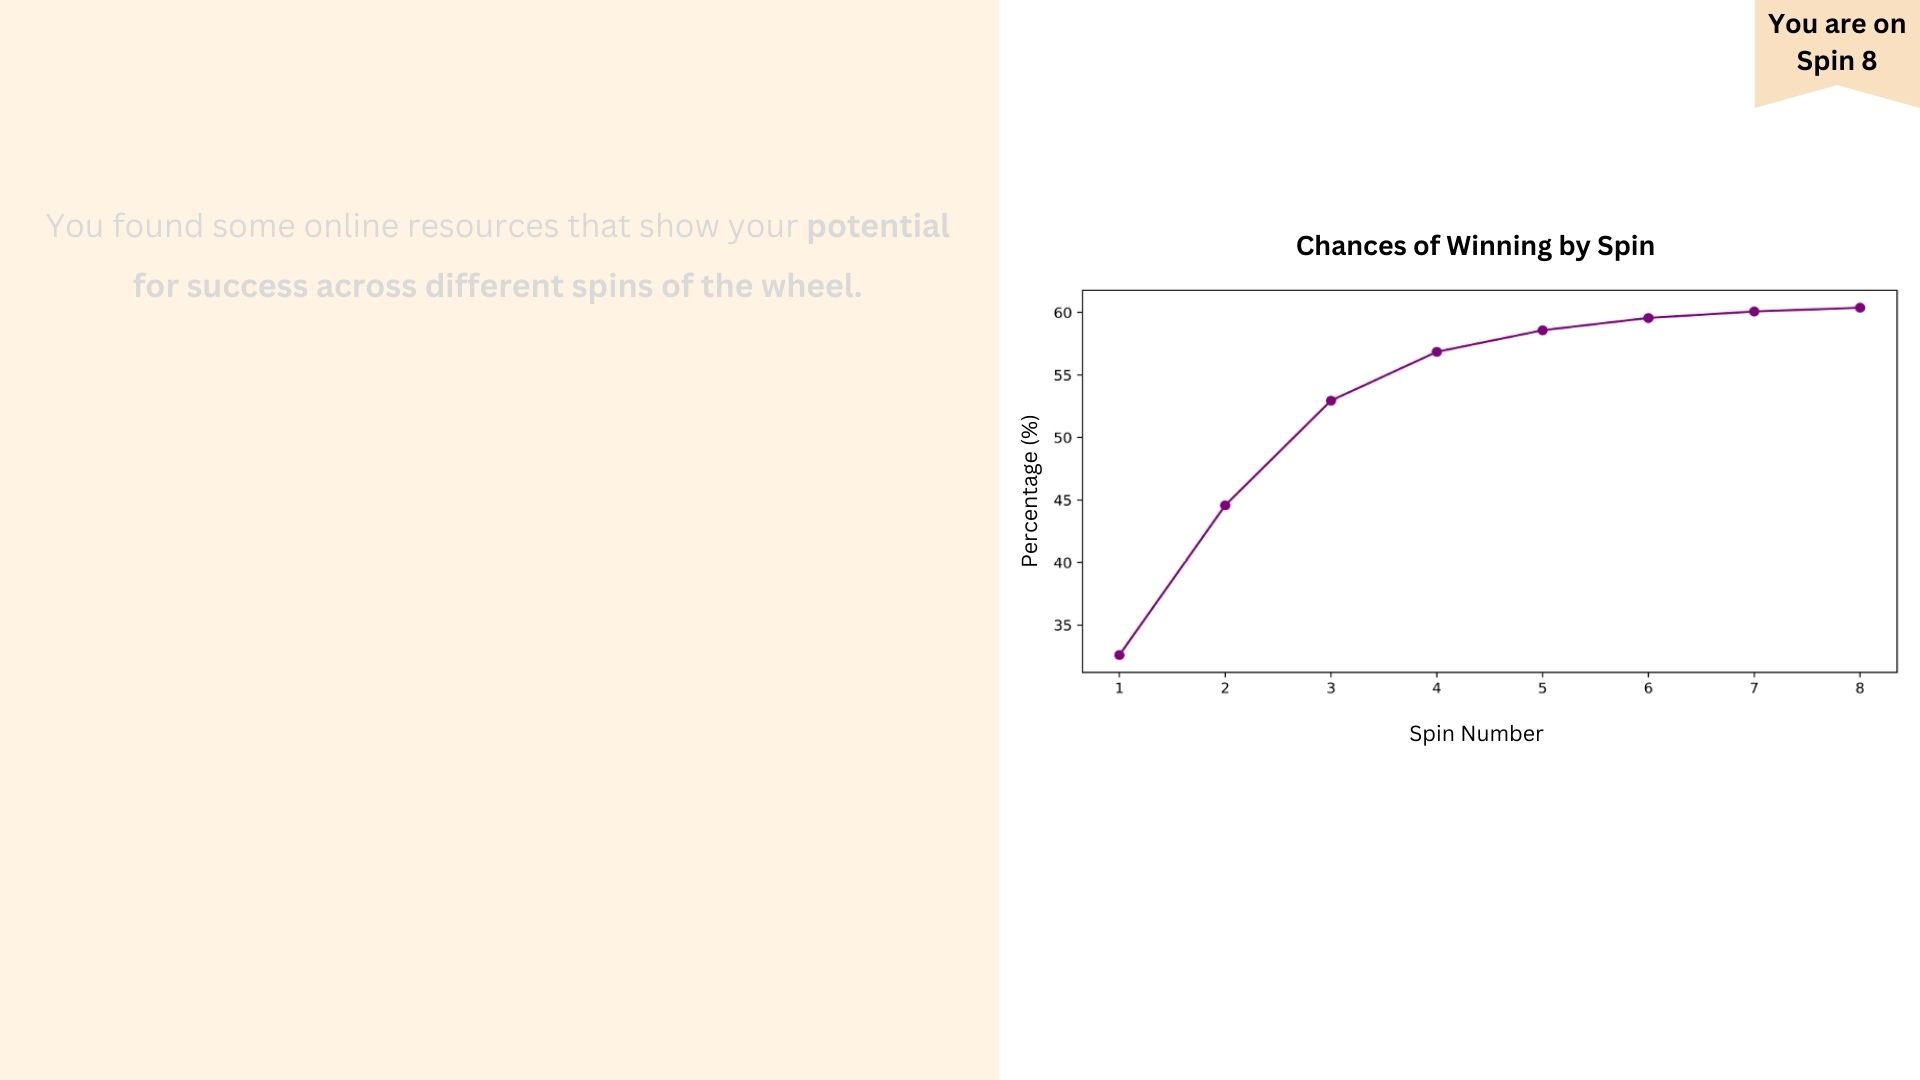 You are on
Spin 8
You found some online resources that show your potential
for success across different spins of the wheel.
Chances of Winning by Spin
Percentage (%)
60
55
50
45
40
35
1 2 3 4 5 6 7 8
Spin Number